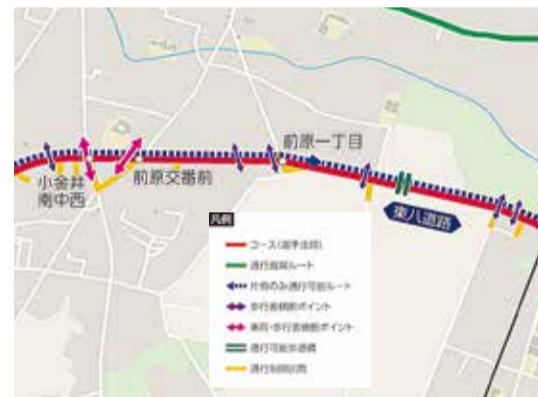 前原一丁目
小金井
南中西
前原交番前
東八道路
凡例
コース(選手走路)
迂回推奨ルート
片側のみ通行可能ルート
歩行者横断ポイント
車両・歩行者横断ポイント
通行可能歩道橋
通行制限区間